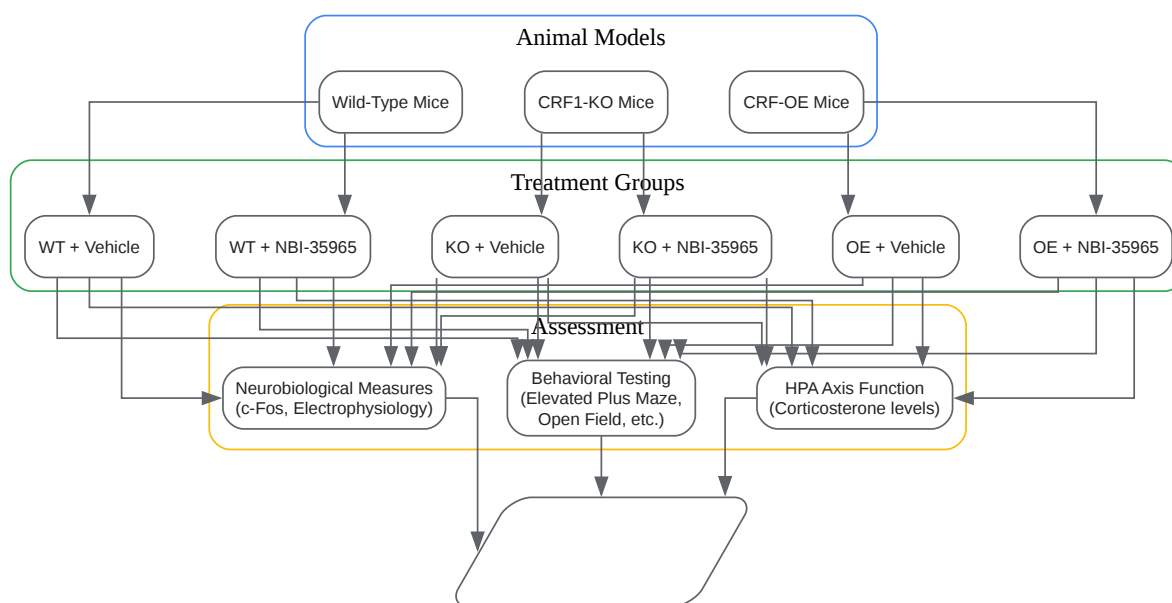 Animal Models
Wild-Type Mice
CRF1-KO Mice
CRF-OE Mice
Treatment Groups
WT + Vehicle
WT + NBI-35965
KO + Vehicle
KO + NBI-35965
OE + Vehicle
OE + NBI-35965
Assessment
Neurobiological Measures
(c-Fos, Electrophysiology)
Behavioral Testing
(Elevated Plus Maze,
Open Field, etc.)
HPA Axis Function
(Corticosterone levels)